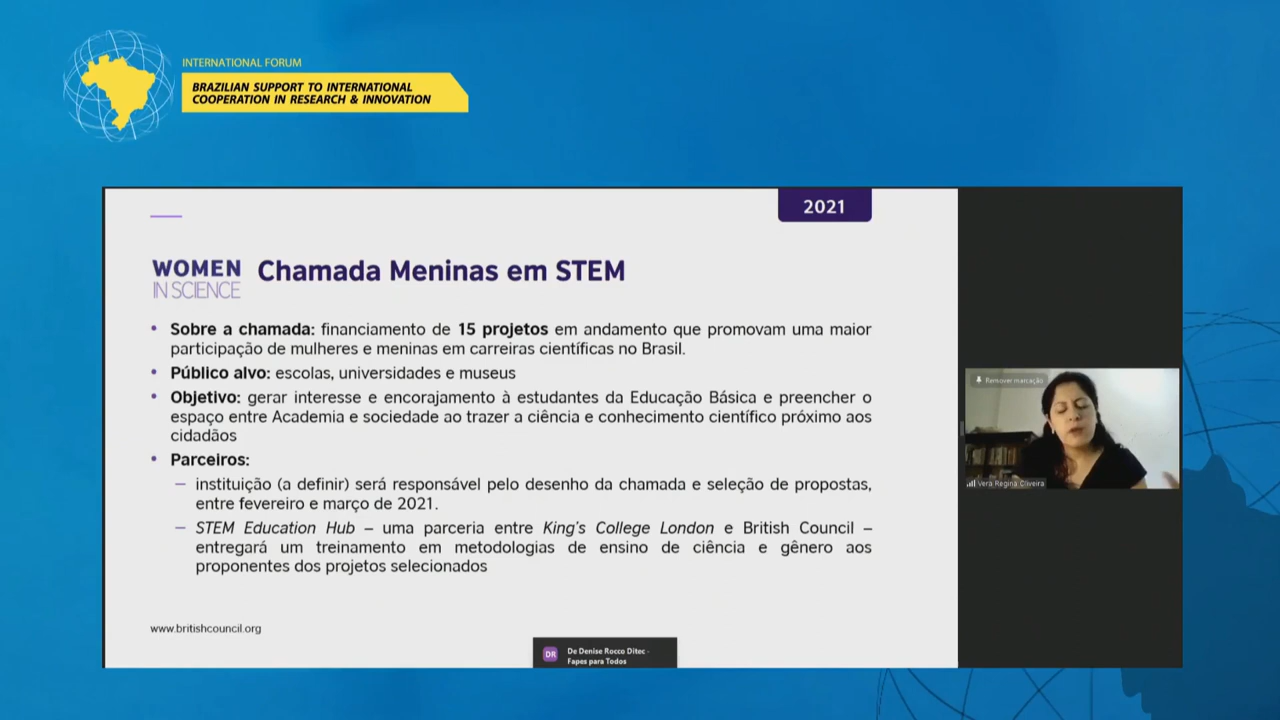 INTERNATIONAL FORUM
BRAZILIAN SUPPORT TO INTERNATIONAL
COOPERATION IN RESEARCH & INNOVATION
2021
WOMEN
IN SCIENCE
Chamada Meninas em STEM
• Sobre a chamada: financiamento de 15 projetos em andamento que promovam uma maior
participação de mulheres e meninas em carreiras científicas no Brasil.
• Público alvo: escolas, universidades e museus
• Objetivo: gerar interesse e encorajamento à estudantes da Educação Básica e preencher o
espaço entre Academia e sociedade ao trazer a ciência e conhecimento científico próximo aos
cidadãos
• Parceiros:
– instituição (a definir) será responsável pelo desenho da chamada e seleção de propostas,
entre fevereiro e março de 2021.
– STEM Education Hub – uma parceria entre King's College London e British Council –
entregará um treinamento em metodologias de ensino de ciência e gênero aos
proponentes dos projetos selecionados
www.britishcouncil.org
DR
De Denise Rocco Ditec -
Fapes para Todos
Remover marcação
Vera Regina Oliveira